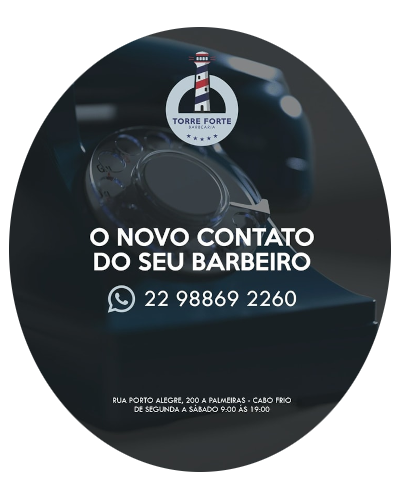 TORRE FORTE
BARBEARIA
O NOVO CONTATO
DO SEU BARBEIRO
22 98869 2260
RUA PORTO ALEGRE, 200 A PALMEIRAS - CABO FRIO
DE SEGUNDA A SÁBADO 9:00 ÀS 19:00